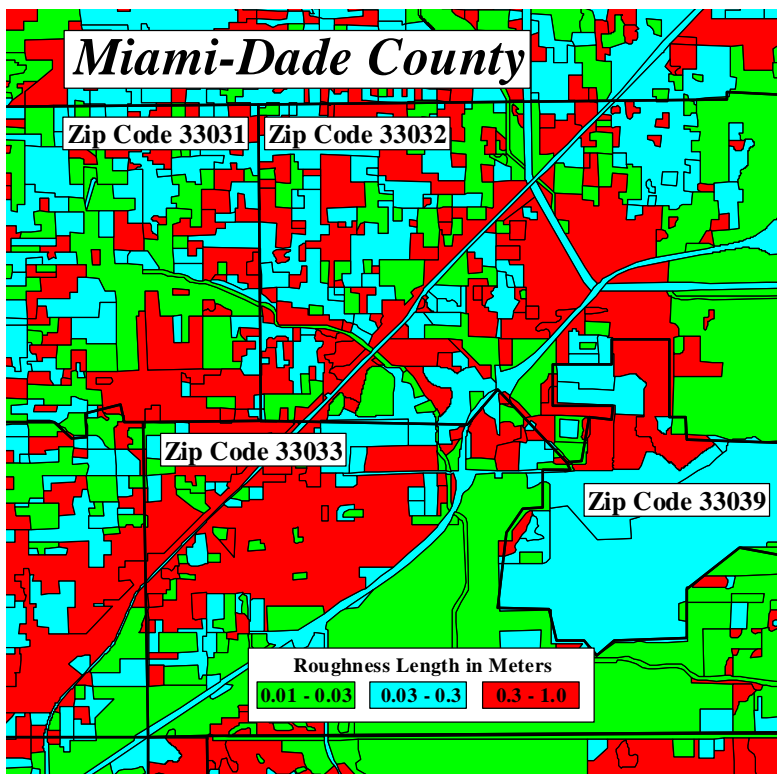 Miami-Dade County
Zip Code 33031
Zip Code 33032
Zip Code 33033
Zip Code 33039
Roughness Length in Meters
0.01 - 0.03
0.03 - 0.3
0.3 - 1.0